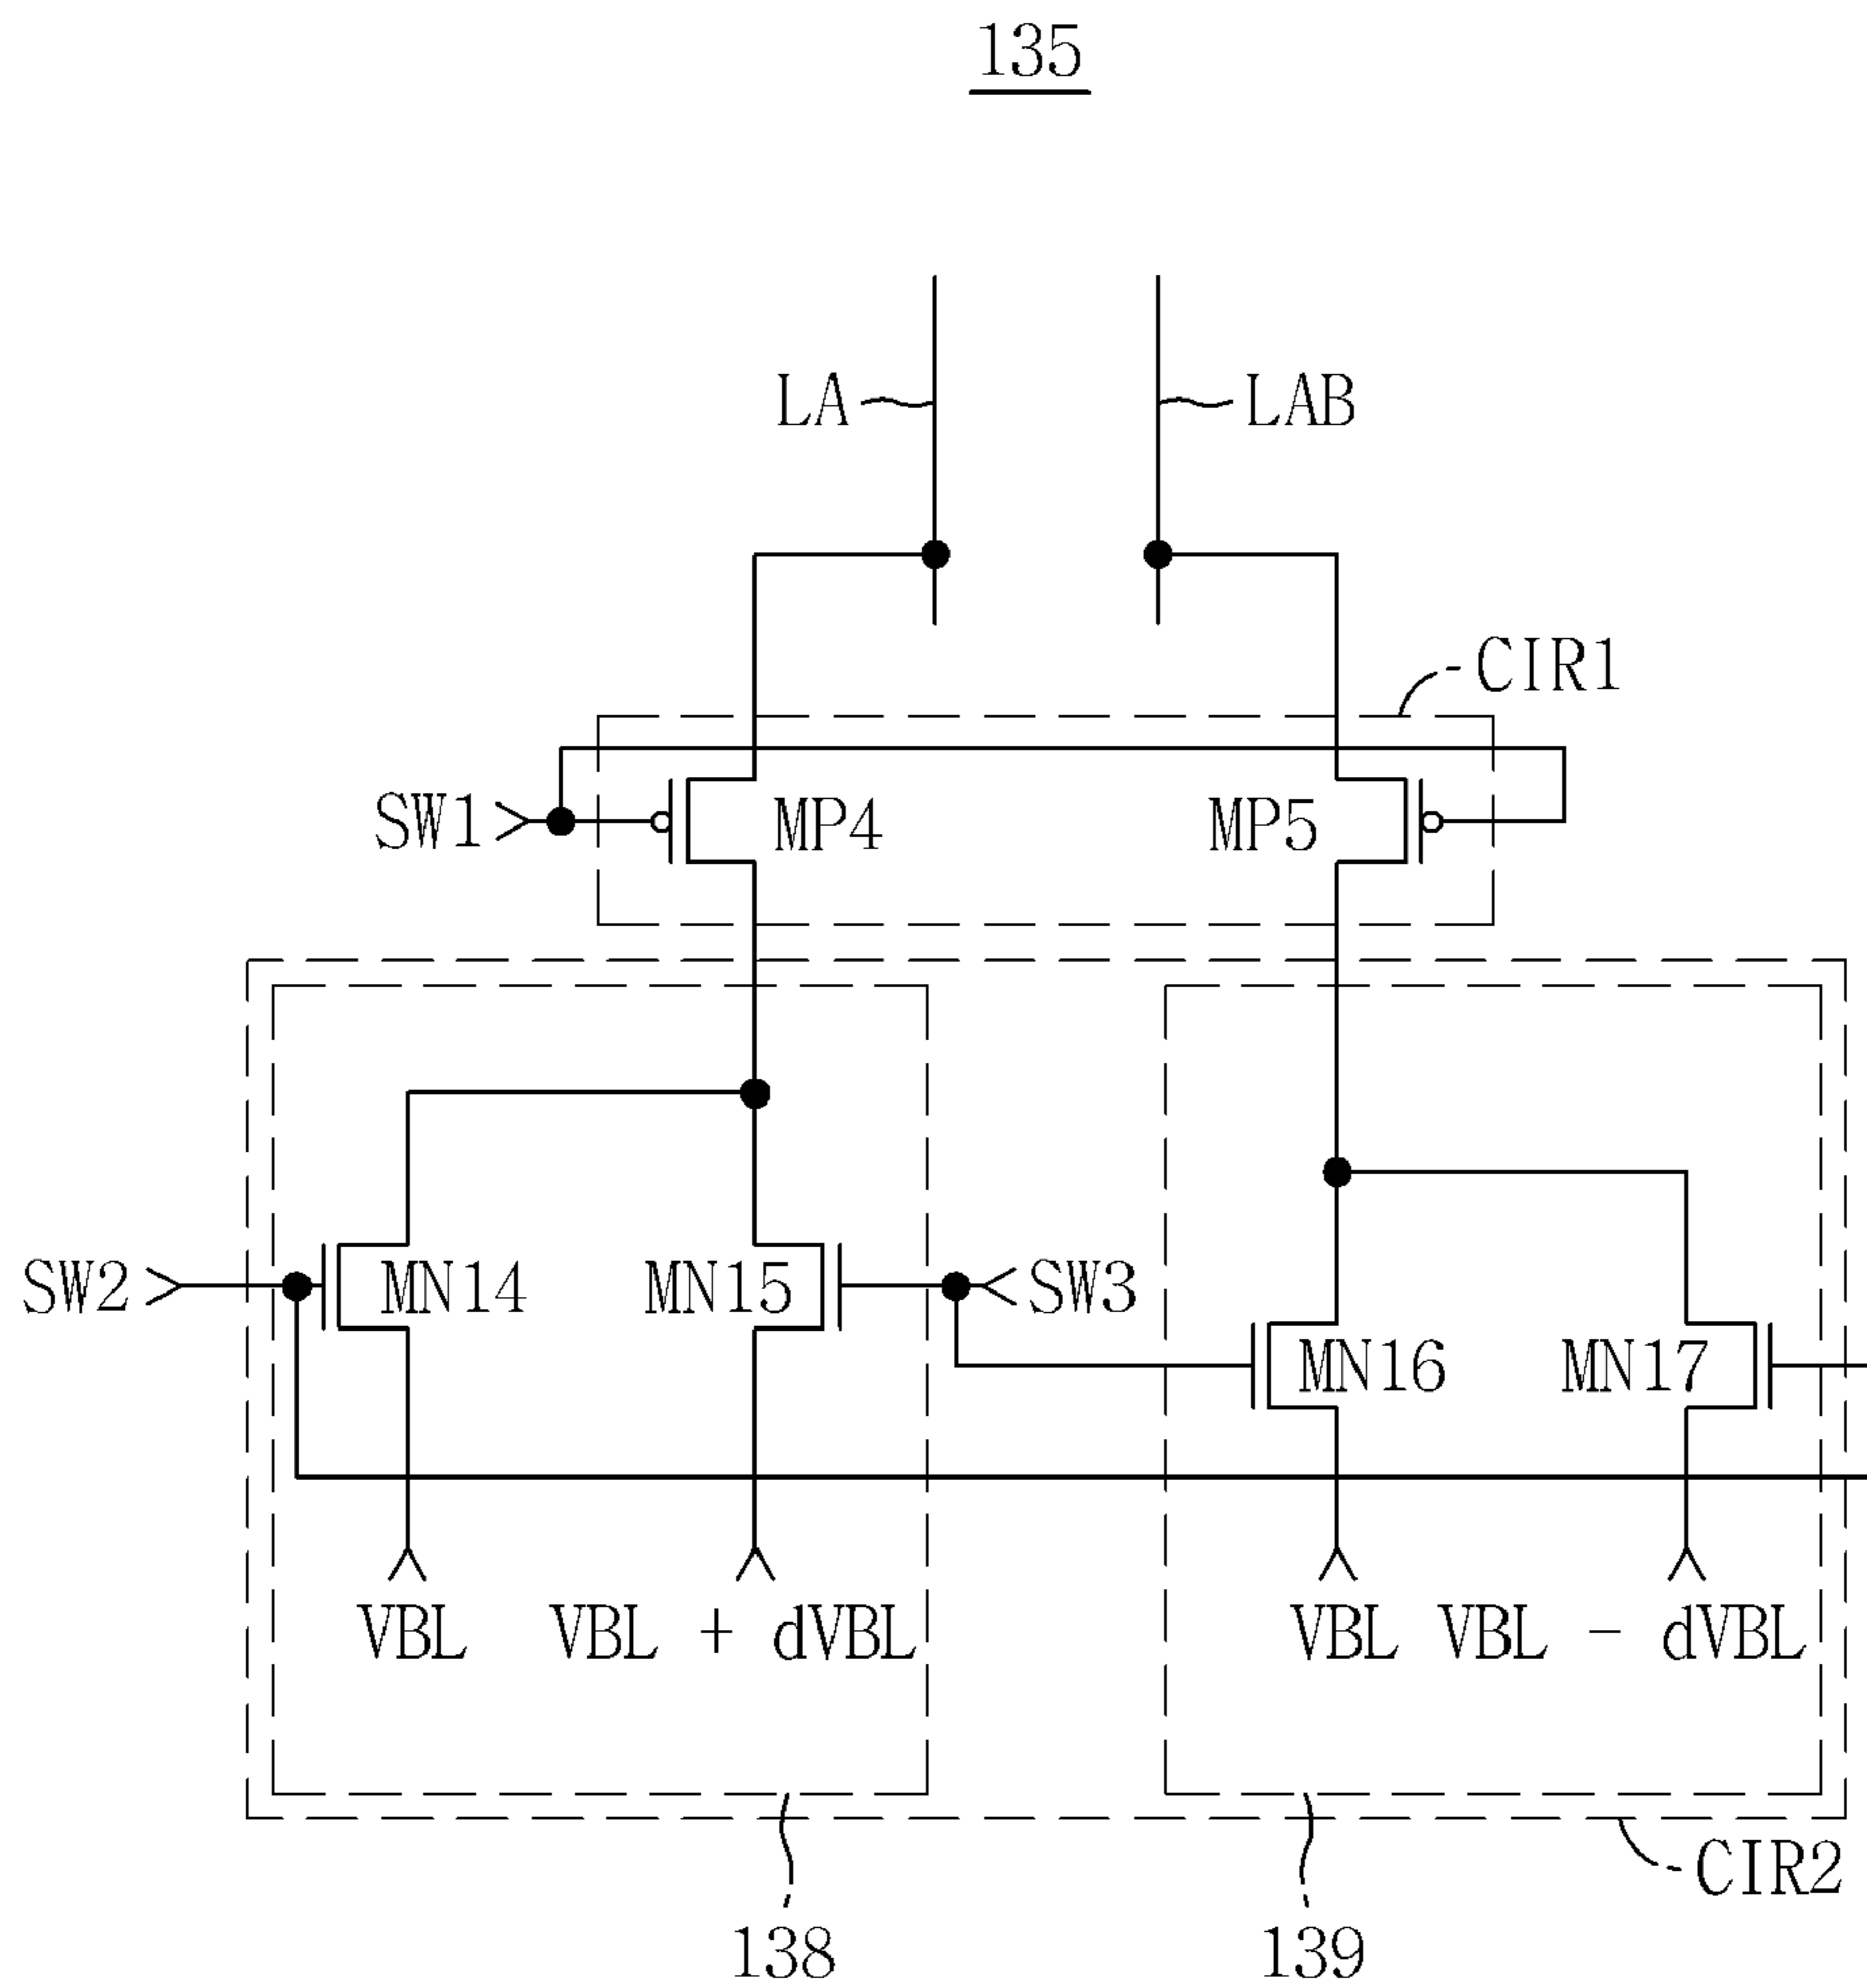 135
LA
LAB
CIR1
SW1
MP4
MP5
SW2
MN14
MN15
SW3
MN16
MN17
VBL
VBL + dVBL
VBL
VBL - dVBL
CIR2
138
139